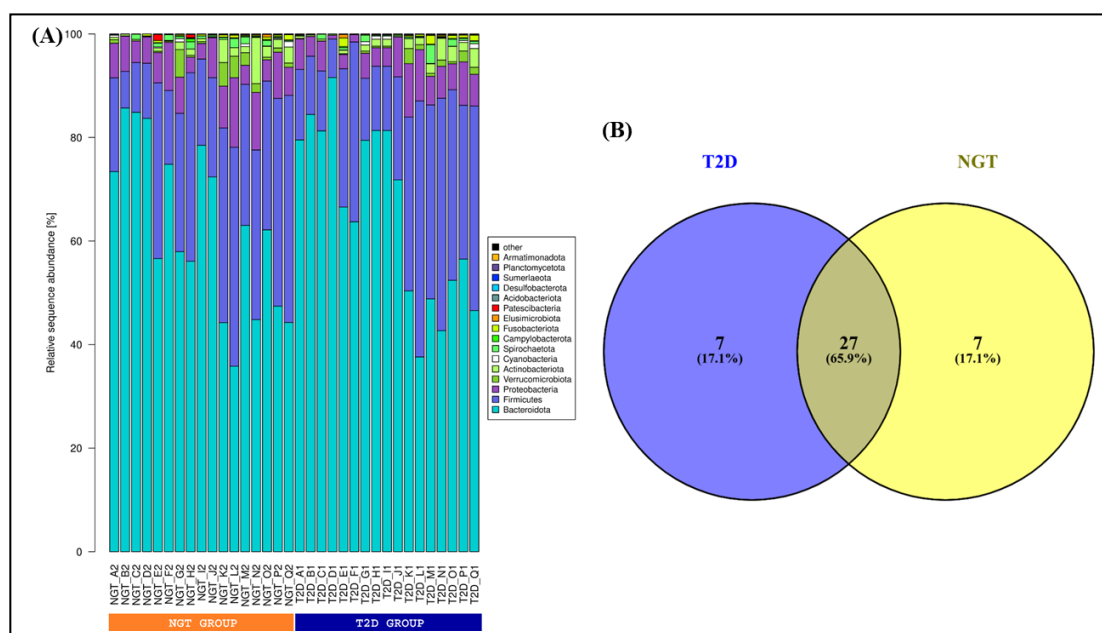 (A)
100
80
60
40
20
0
Relative sequence abundance [%]
other
Armatimonadota
Planctomycetota
Sumerlaeota
Desulfobacterota
Acidobacteriota
Patescibacteria
Elusimicrobiota
Fusobacteriota
Campylobacterota
Spirochaetota
Cyanobacteria
Actinobacteriota
Verrucomicrobiota
Proteobacteria
Firmicutes
Bacteroidota
NGT_A2
NGT_B2
NGT_C2
NGT_D2
NGT_E2
NGT_F2
NGT_G2
NGT_H2
NGT_I2
NGT_J2
NGT_K2
NGT_L2
NGT_M2
NGT_N2
NGT_O2
NGT_P2
NGT_Q2
T2D_A1
T2D_B1
T2D_C1
T2D_D1
T2D_E1
T2D_F1
T2D_G1
T2D_H1
T2D_I1
T2D_J1
T2D_K1
T2D_L1
T2D_M1
T2D_N1
T2D_O1
T2D_P1
T2D_Q1
NGT GROUP
T2D GROUP
(B)
T2D
NGT
7
(17.1%)
27
(65.9%)
7
(17.1%)